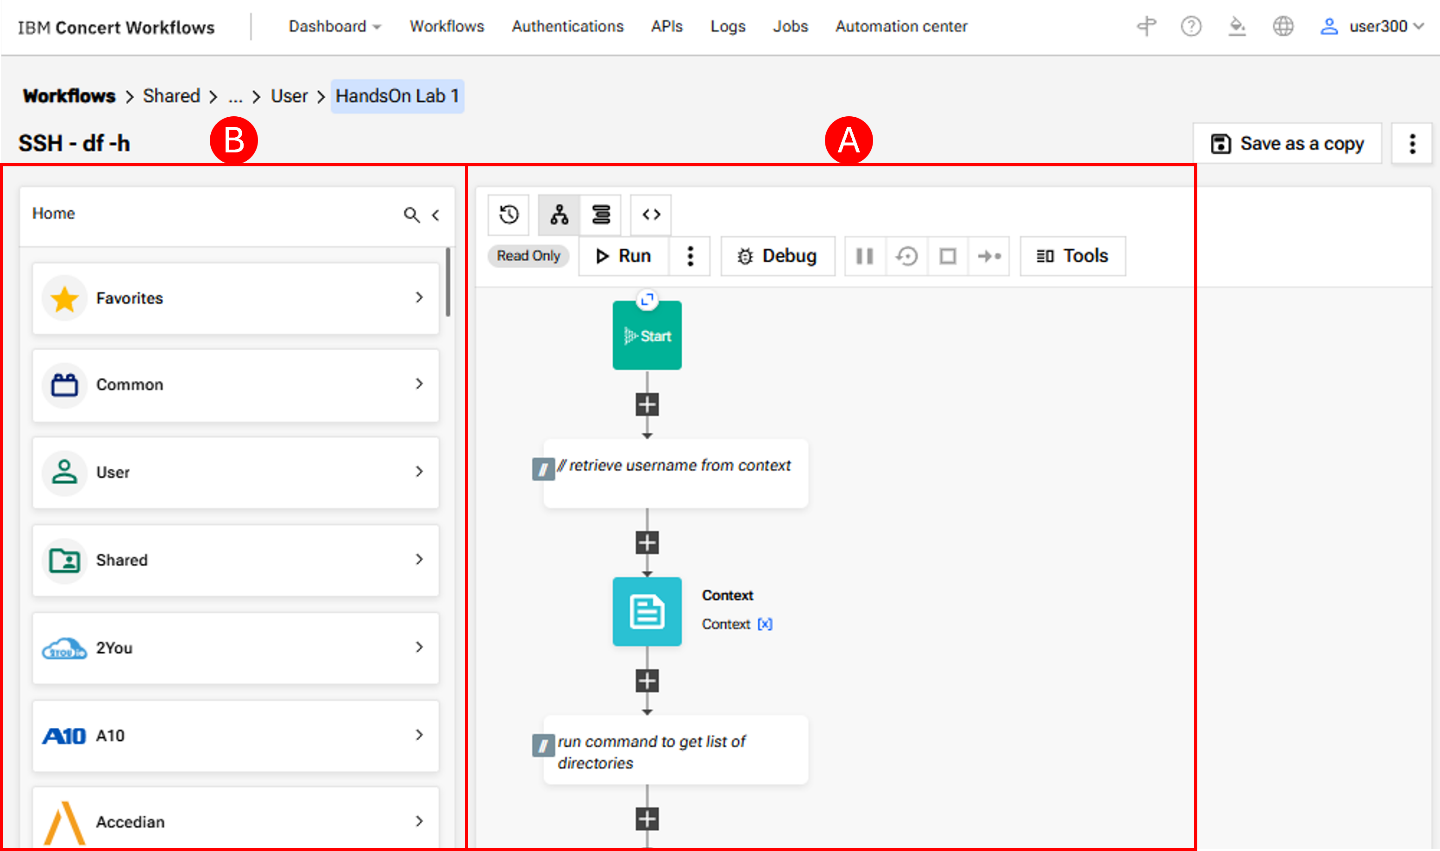 IBM Concert Workflows
Dashboard Workflows Authentications APIs Logs Jobs Automation center
user300
Workflows > Shared > ... > User > HandsOn Lab 1
SSH - df -h
B
A
Save as a copy
Home
Read Only
Run
Debug
Tools
Favorites
Common
User
Shared
2YOU
2You
A10
A10
Accedian
Start
// retrieve username from context
Context
Context [x]
run command to get list of
directories